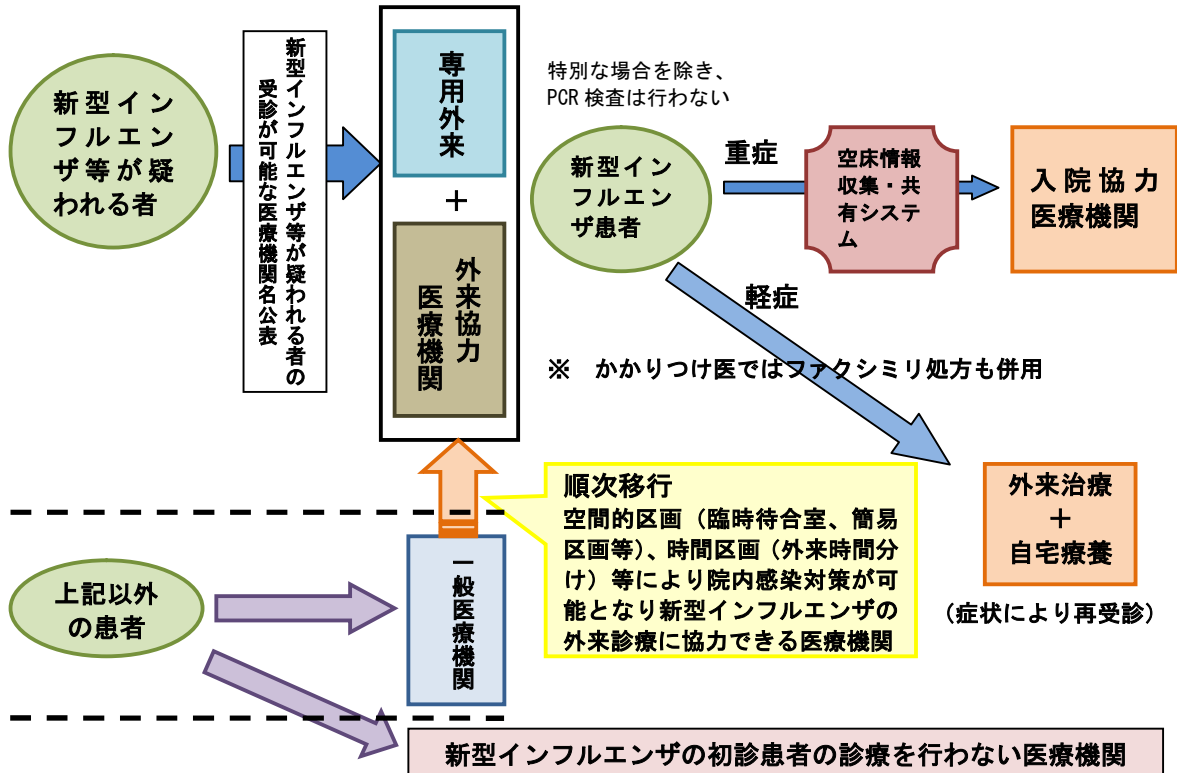 新型イン
フルエン
ザ等が疑
われる者
新型インフルエンザ等が疑われる者の
受診が可能な医療機関名公表
専用外来
＋
外来協力
医療機関
特別な場合を除き、
PCR 検査は行わない
新型イン
フルエン
ザ患者
重症
空床情報
収集・共
有システ
ム
入院協力
医療機関
軽症
※　かかりつけ医ではファクシミリ処方も併用
順次移行
空間的区画（臨時待合室、簡易
区画等）、時間区画（外来時間分
け）等により院内感染対策が可
能となり新型インフルエンザの
外来診療に協力できる医療機関
外来治療
＋
自宅療養
（症状により再受診）
上記以外
の患者
一般医療機関
新型インフルエンザの初診患者の診療を行わない医療機関